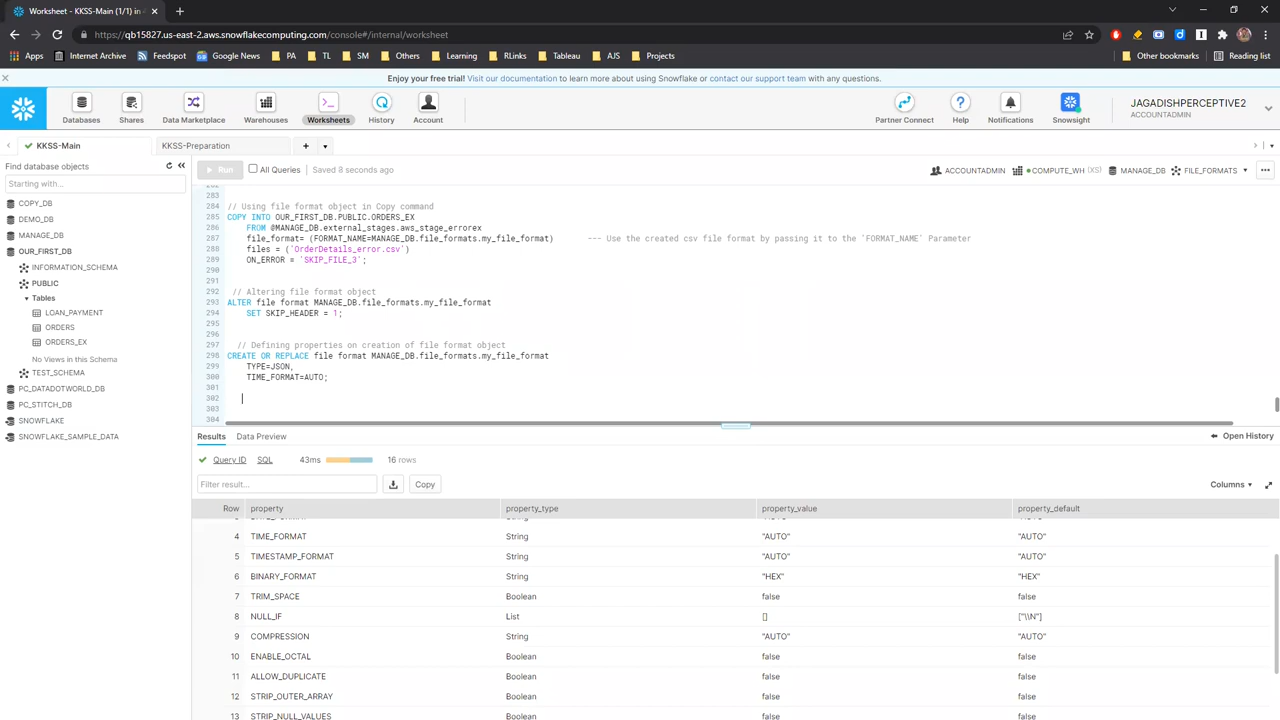 Worksheet - KKSS-Main (1/1) in
https://qb15827.us-east-2.aws.snowflakecomputing.com/console#/internal/worksheet
Apps Internet Archive Feedspot Google News PA TL SM Others Learning RLinks Tableau AJS Projects Other bookmarks Reading list
Enjoy your free trial! Visit our documentation to learn more about using Snowflake or contact our support team with any questions.
Databases Shares Data Marketplace Warehouses Worksheets History Account Partner Connect Help Notifications Snowsight
JAGADISHPERCEPTIVE2
ACCOUNTADMIN
KKSS-Main KKSS-Preparation
Find database objects
Starting with...
COPY_DB
DEMO_DB
MANAGE_DB
OUR_FIRST_DB
INFORMATION_SCHEMA
PUBLIC
Tables
LOAN_PAYMENT
ORDERS
ORDERS_EX
No Views in this Schema
TEST_SCHEMA
PC_DATADOTWORLD_DB
PC_STITCH_DB
SNOWFLAKE
SNOWFLAKE_SAMPLE_DATA
Run All Queries Saved 8 seconds ago ACCOUNTADMIN COMPUTE_WH (XS) MANAGE_DB FILE_FORMATS
283
284 // Using file format object in Copy command
285 COPY INTO OUR_FIRST_DB.PUBLIC.ORDERS_EX
286 FROM @MANAGE_DB.external_stages.aws_stage_errorex
287 file_format= (FORMAT_NAME=MANAGE_DB.file_formats.my_file_format) --- Use the created csv file format by passing it to the 'FORMAT_NAME' Parameter
288 files = ('OrderDetails_error.csv')
289 ON_ERROR = 'SKIP_FILE_3';
290
291
292 // Altering file format object
293 ALTER file format MANAGE_DB.file_formats.my_file_format
294 SET SKIP_HEADER = 1;
295
296
297 // Defining properties on creation of file format object
298 CREATE OR REPLACE file format MANAGE_DB.file_formats.my_file_format
299 TYPE=JSON,
300 TIME_FORMAT=AUTO;
301
302
303
304
Results Data Preview Open History
Query ID SQL 43ms 16 rows
Filter result... Copy Columns
Row property property_type property_value property_default
4 TIME_FORMAT String "AUTO" "AUTO"
5 TIMESTAMP_FORMAT String "AUTO" "AUTO"
6 BINARY_FORMAT String "HEX" "HEX"
7 TRIM_SPACE Boolean false false
8 NULL_IF List [] ["\\N"]
9 COMPRESSION String "AUTO" "AUTO"
10 ENABLE_OCTAL Boolean false false
11 ALLOW_DUPLICATE Boolean false false
12 STRIP_OUTER_ARRAY Boolean false false
13 STRIP_NULL_VALUES Boolean false false